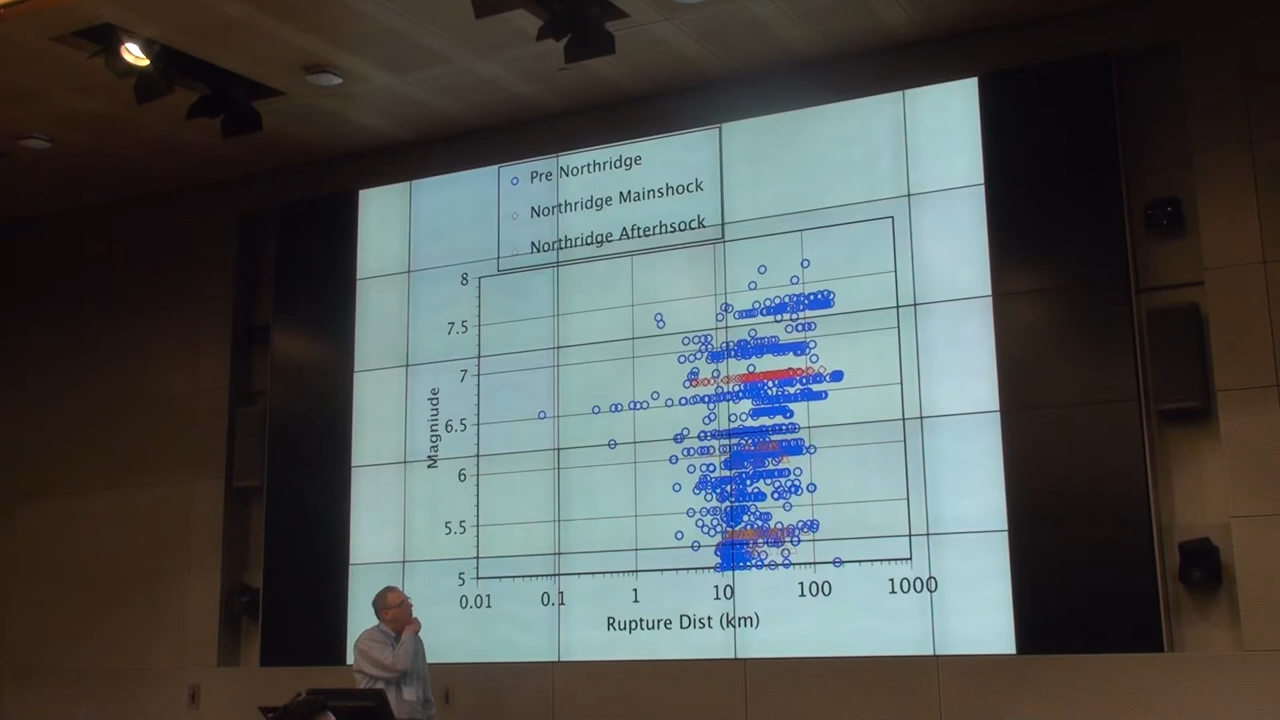 Pre Northridge
Northridge Mainshock
Northridge Afterhsock
8
7.5
7
6.5
6
5.5
5
Magniude
0.01
0.1
1
10
100
1000
Rupture Dist (km)